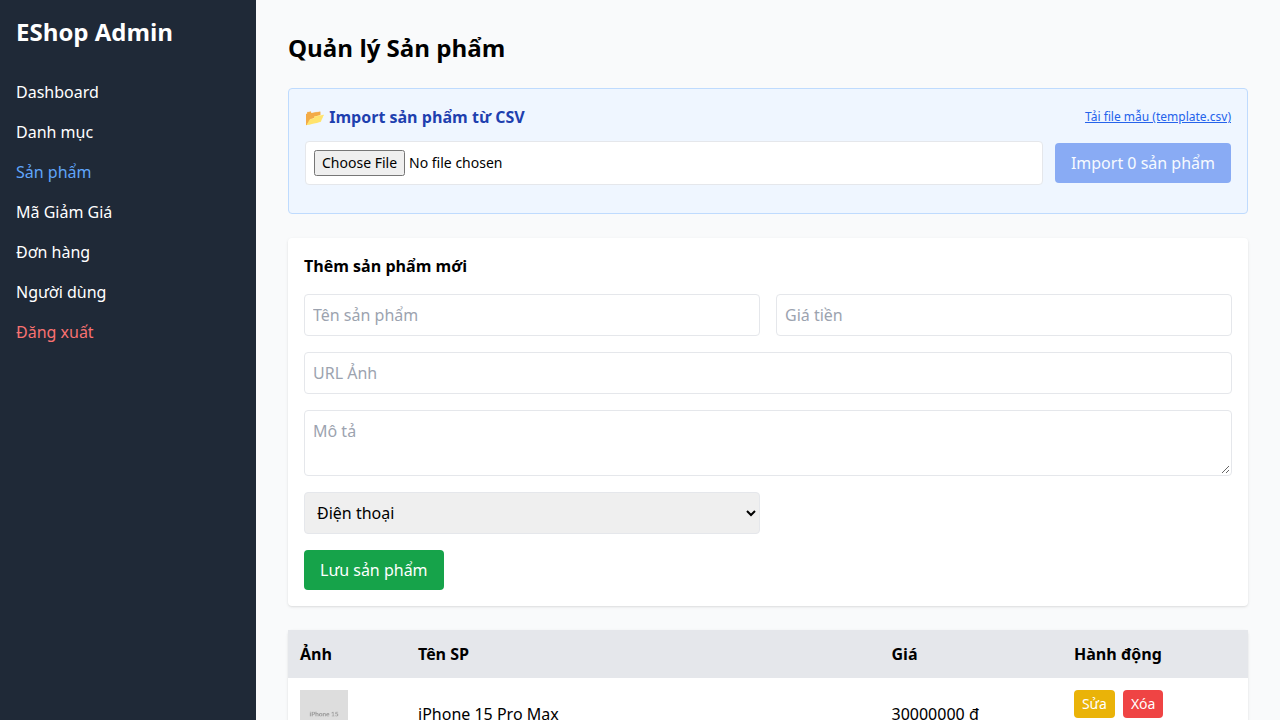 EShop Admin
Dashboard
Danh mục
Sản phẩm
Mã Giảm Giá
Đơn hàng
Người dùng
Đăng xuất
Quản lý Sản phẩm
📂 Import sản phẩm từ CSV
Tải file mẫu (template.csv)
Choose File No file chosen
Import 0 sản phẩm
Thêm sản phẩm mới
Tên sản phẩm
Giá tiền
URL Ảnh
Mô tả
Điện thoại
Lưu sản phẩm
Ảnh Tên SP Giá Hành động
iPhone 15
iPhone 15 Pro Max 30000000 đ
Sửa Xóa